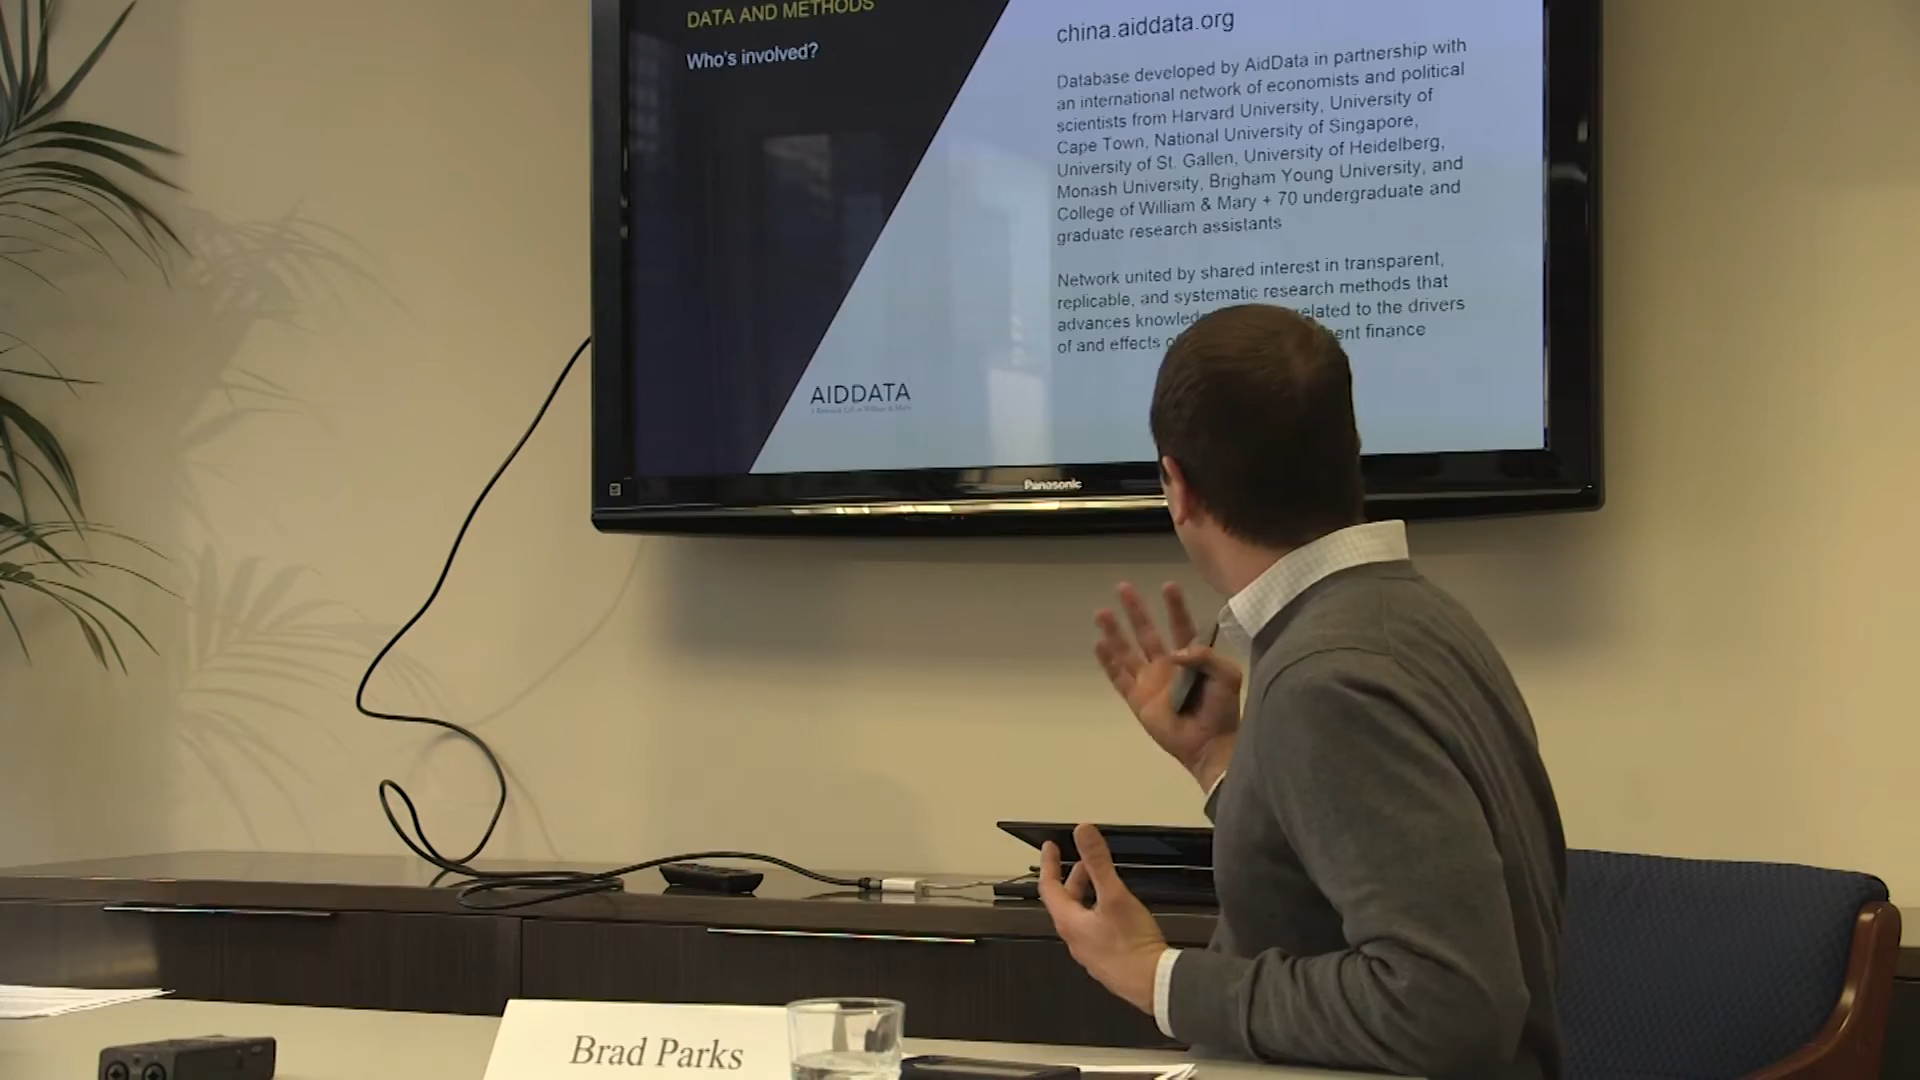 DATA AND METHODS
Who's involved?
china.aiddata.org
Database developed by AidData in partnership with
an international network of economists and political
scientists from Harvard University, University of
Cape Town, National University of Singapore,
University of St. Gallen, University of Heidelberg,
Monash University, Brigham Young University, and
College of William & Mary + 70 undergraduate and
graduate research assistants
Network united by shared interest in transparent,
replicable, and systematic research methods that
advances elated to the drivers
of and effects finance
AIDDATA
Panasonic
Brad Parks